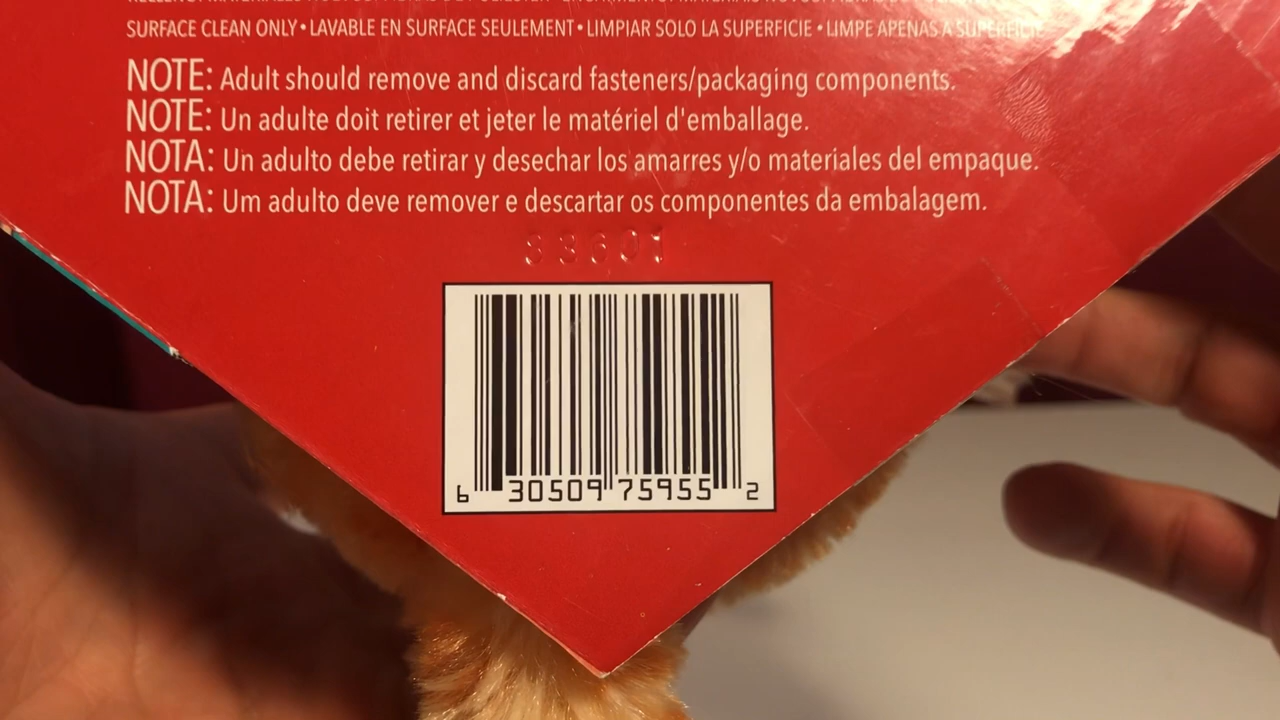 SURFACE CLEAN ONLY • LAVABLE EN SURFACE SEULEMENT • LIMPIAR SOLO LA SUPERFICIE • LIMPE APENAS A SUPERFÍCIE
NOTE: Adult should remove and discard fasteners/packaging components.
NOTE: Un adulte doit retirer et jeter le matériel d'emballage.
NOTA: Un adulto debe retirar y desechar los amarres y/o materiales del empaque.
NOTA: Um adulto deve remover e descartar os componentes da embalagem.
6 30509 75955 2